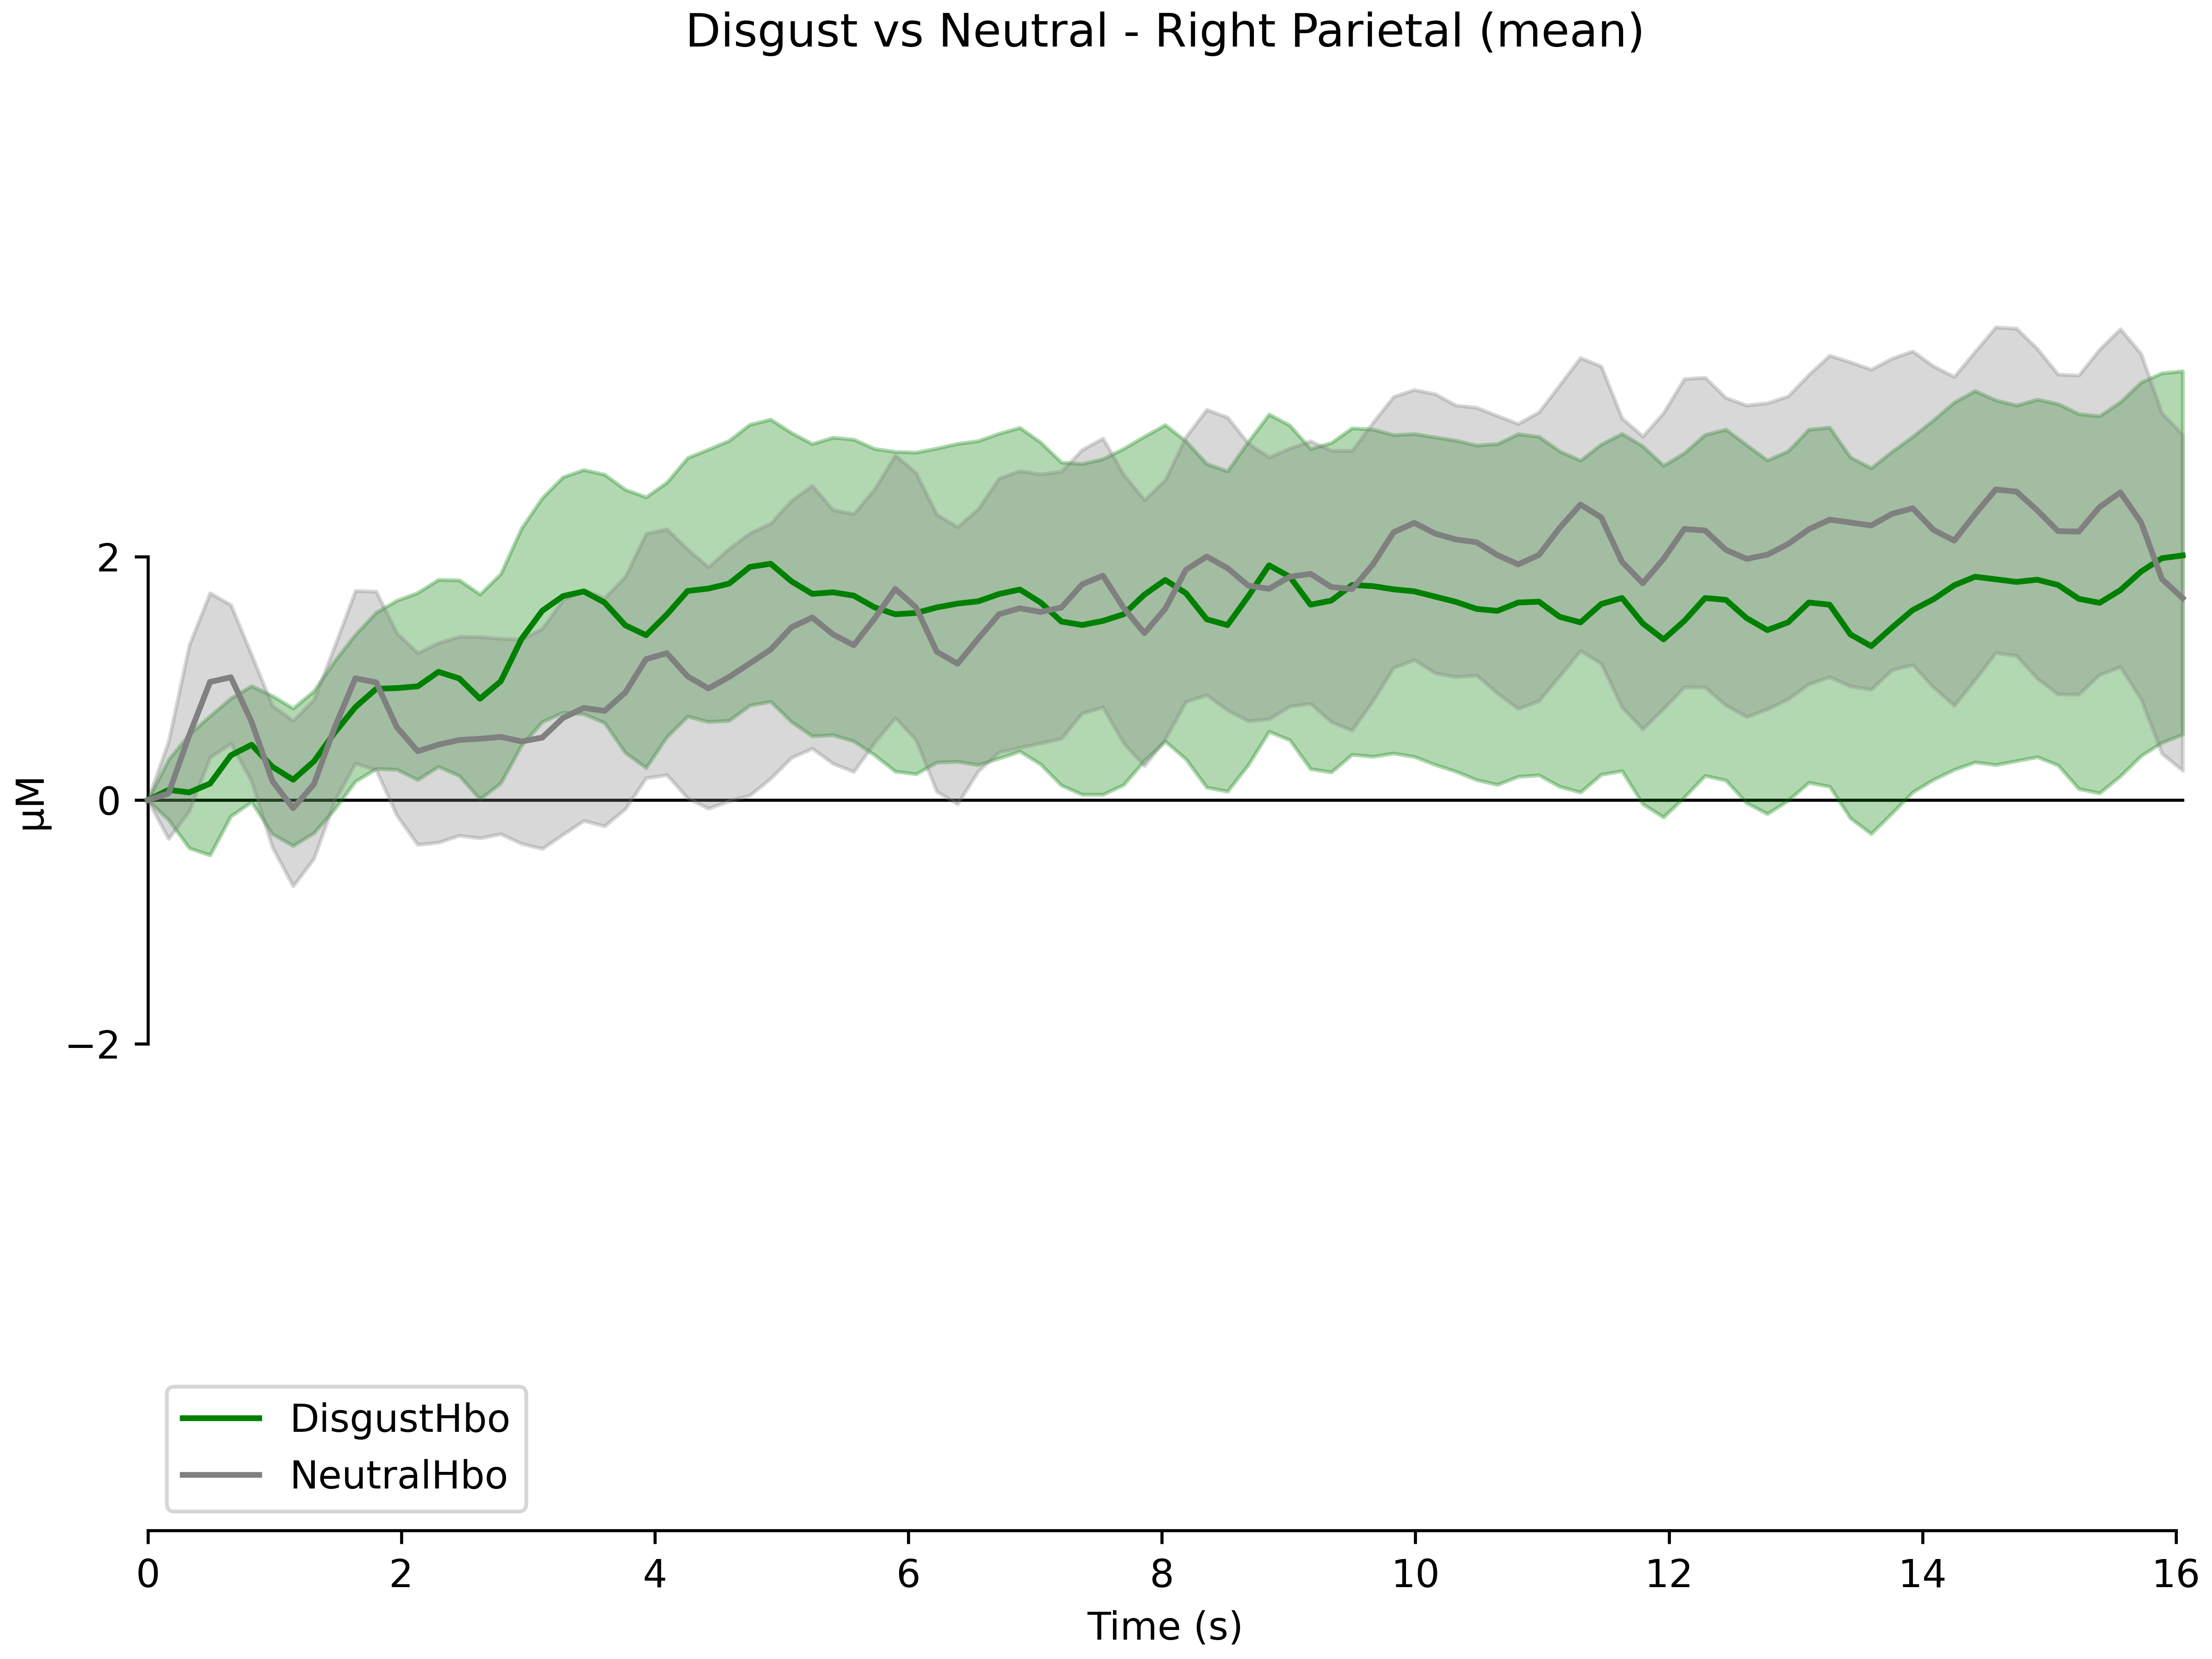 Disgust vs Neutral - Right Parietal (mean)
2
0
−2
µM
DisgustHbo
NeutralHbo
0 2 4 6 8 10 12 14 16
Time (s)